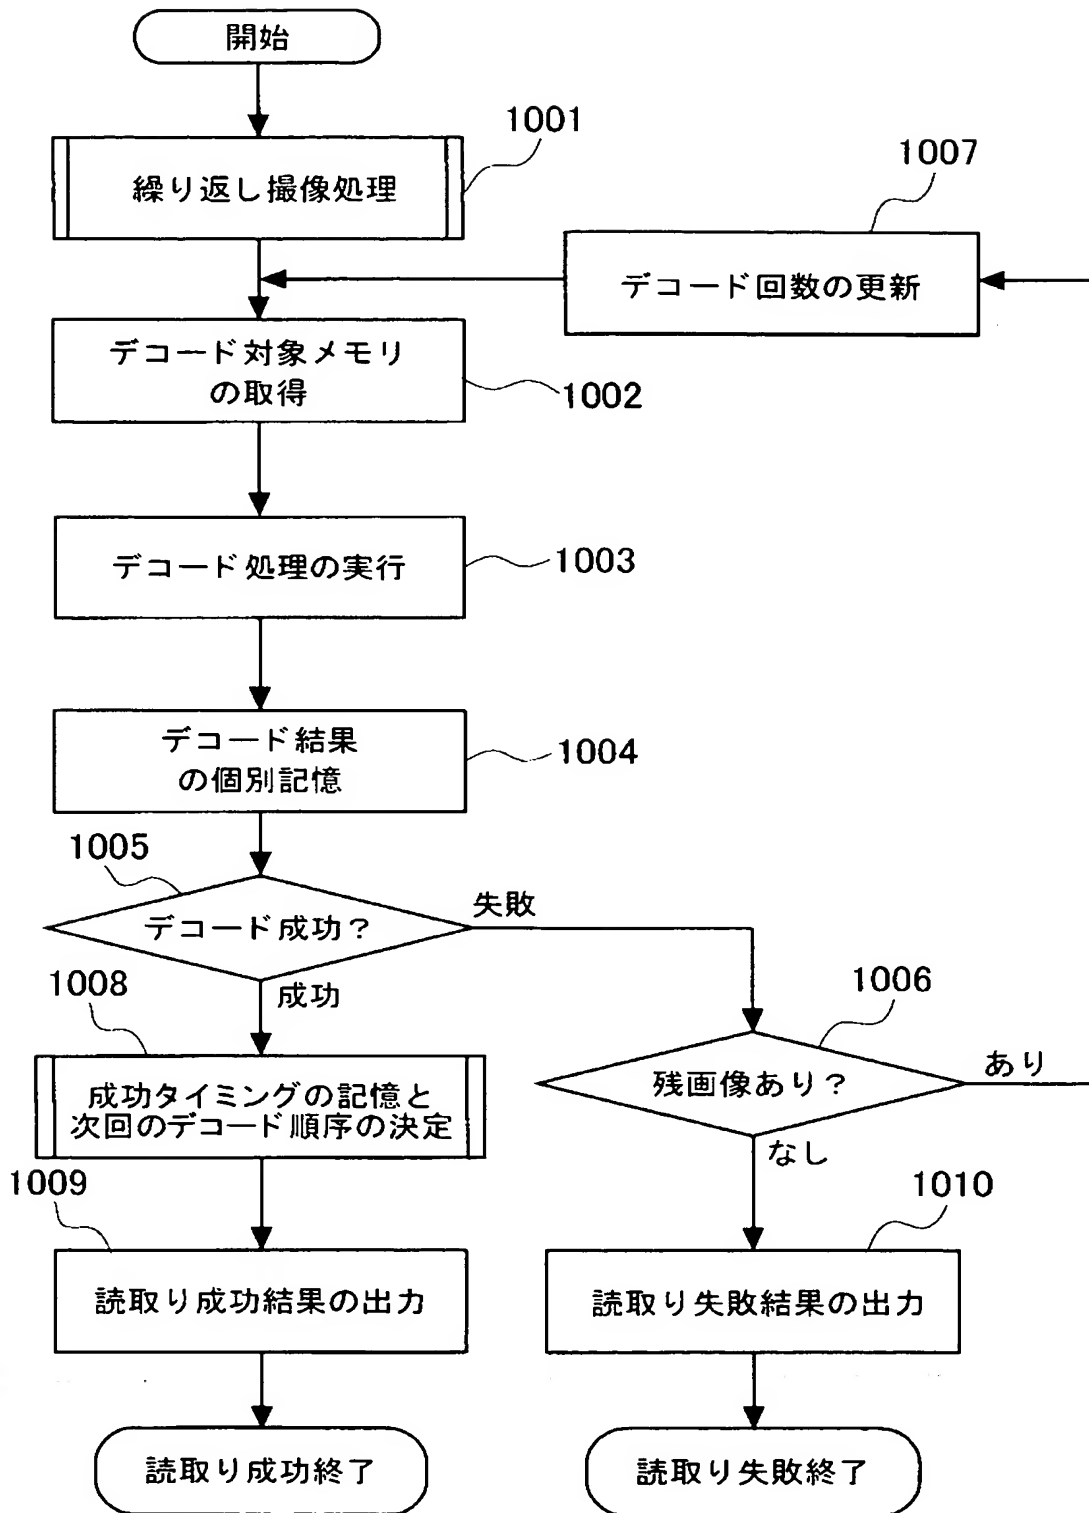 開始
1001
繰り返し撮像処理
1007
デコード回数の更新
デコード対象メモリ
の取得
1002
デコード処理の実行
1003
デコード結果
の個別記憶
1004
1005
デコード成功?
失敗
成功
1006
残画像あり?
あり
なし
1008
成功タイミングの記憶と
次回のデコード順序の決定
1009
読取り成功結果の出力
1010
読取り失敗結果の出力
読取り成功終了
読取り失敗終了